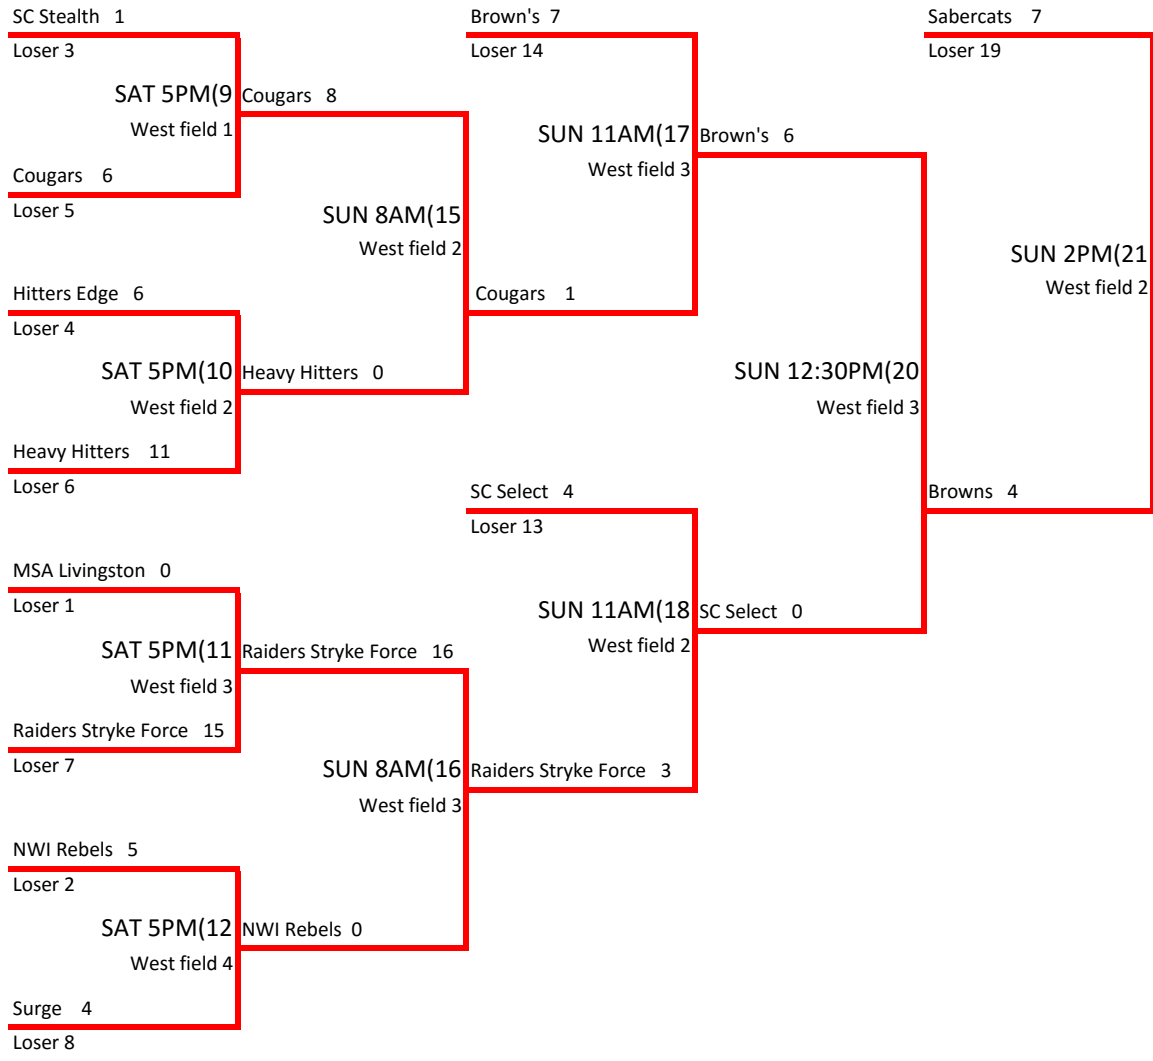 SC Stealth 1
Loser 3
SAT 5PM(9
West field 1
Cougars 6
Loser 5
Hitters Edge 6
Loser 4
SAT 5PM(10
West field 2
Heavy Hitters 11
Loser 6
MSA Livingston 0
Loser 1
SAT 5PM(11
West field 3
Raiders Stryke Force 15
Loser 7
NWI Rebels 5
Loser 2
SAT 5PM(12
West field 4
Surge 4
Loser 8
Cougars 8
SUN 8AM(15
West field 2
Heavy Hitters 0
Raiders Stryke Force 16
SUN 8AM(16
West field 3
NWI Rebels 0
Brown's 7
Loser 14
SUN 11AM(17
West field 3
Cougars 1
SC Select 4
Loser 13
SUN 11AM(18
West field 2
Raiders Stryke Force 3
Brown's 6
SUN 12:30PM(20
West field 3
SC Select 0
Sabercats 7
Loser 19
SUN 2PM(21
West field 2
Browns 4